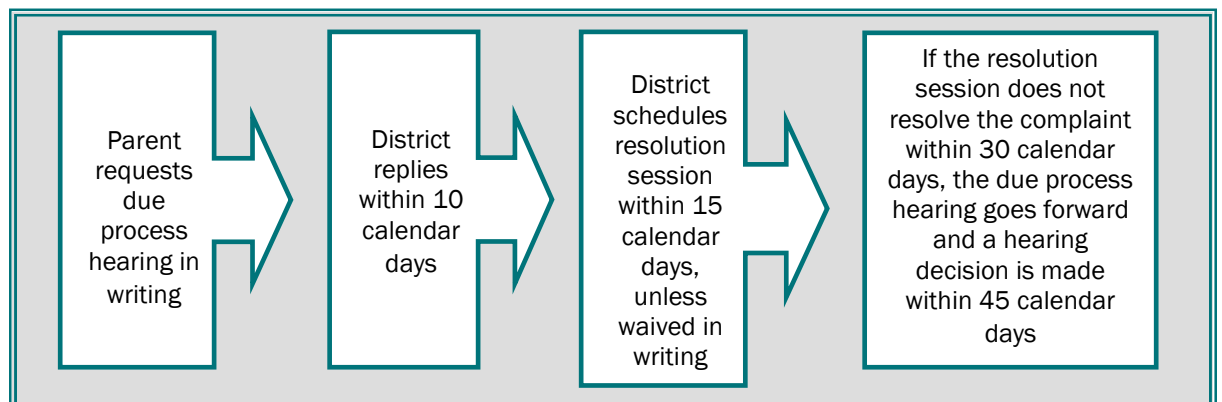 Parent
requests
due
process
hearing in
writing
District
replies
within 10
calendar
days
District
schedules
resolution
session
within 15
calendar
days,
unless
waived in
writing
If the resolution
session does not
resolve the complaint
within 30 calendar
days, the due process
hearing goes forward
and a hearing
decision is made
within 45 calendar
days